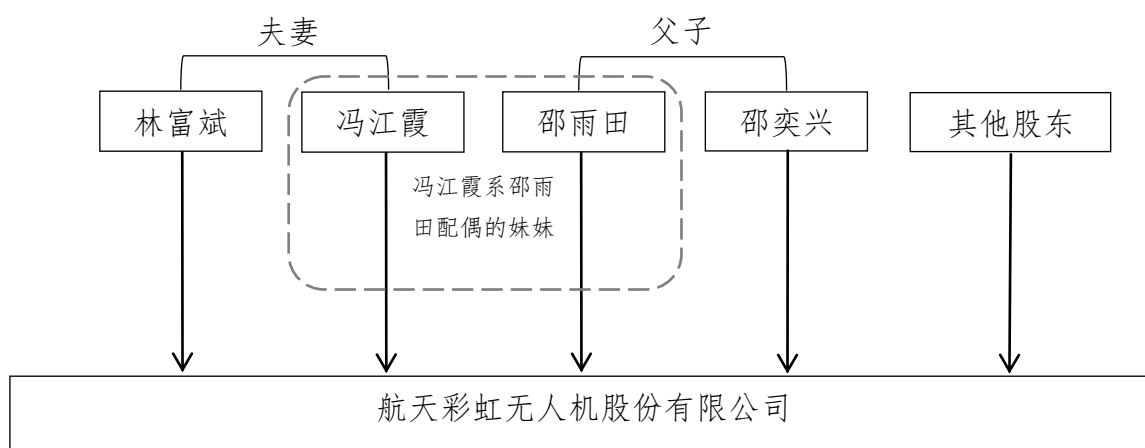 夫妻
父子
林富斌
冯江霞
邵雨田
邵奕兴
其他股东
冯江霞系邵雨
田配偶的妹妹
航天彩虹无人机股份有限公司